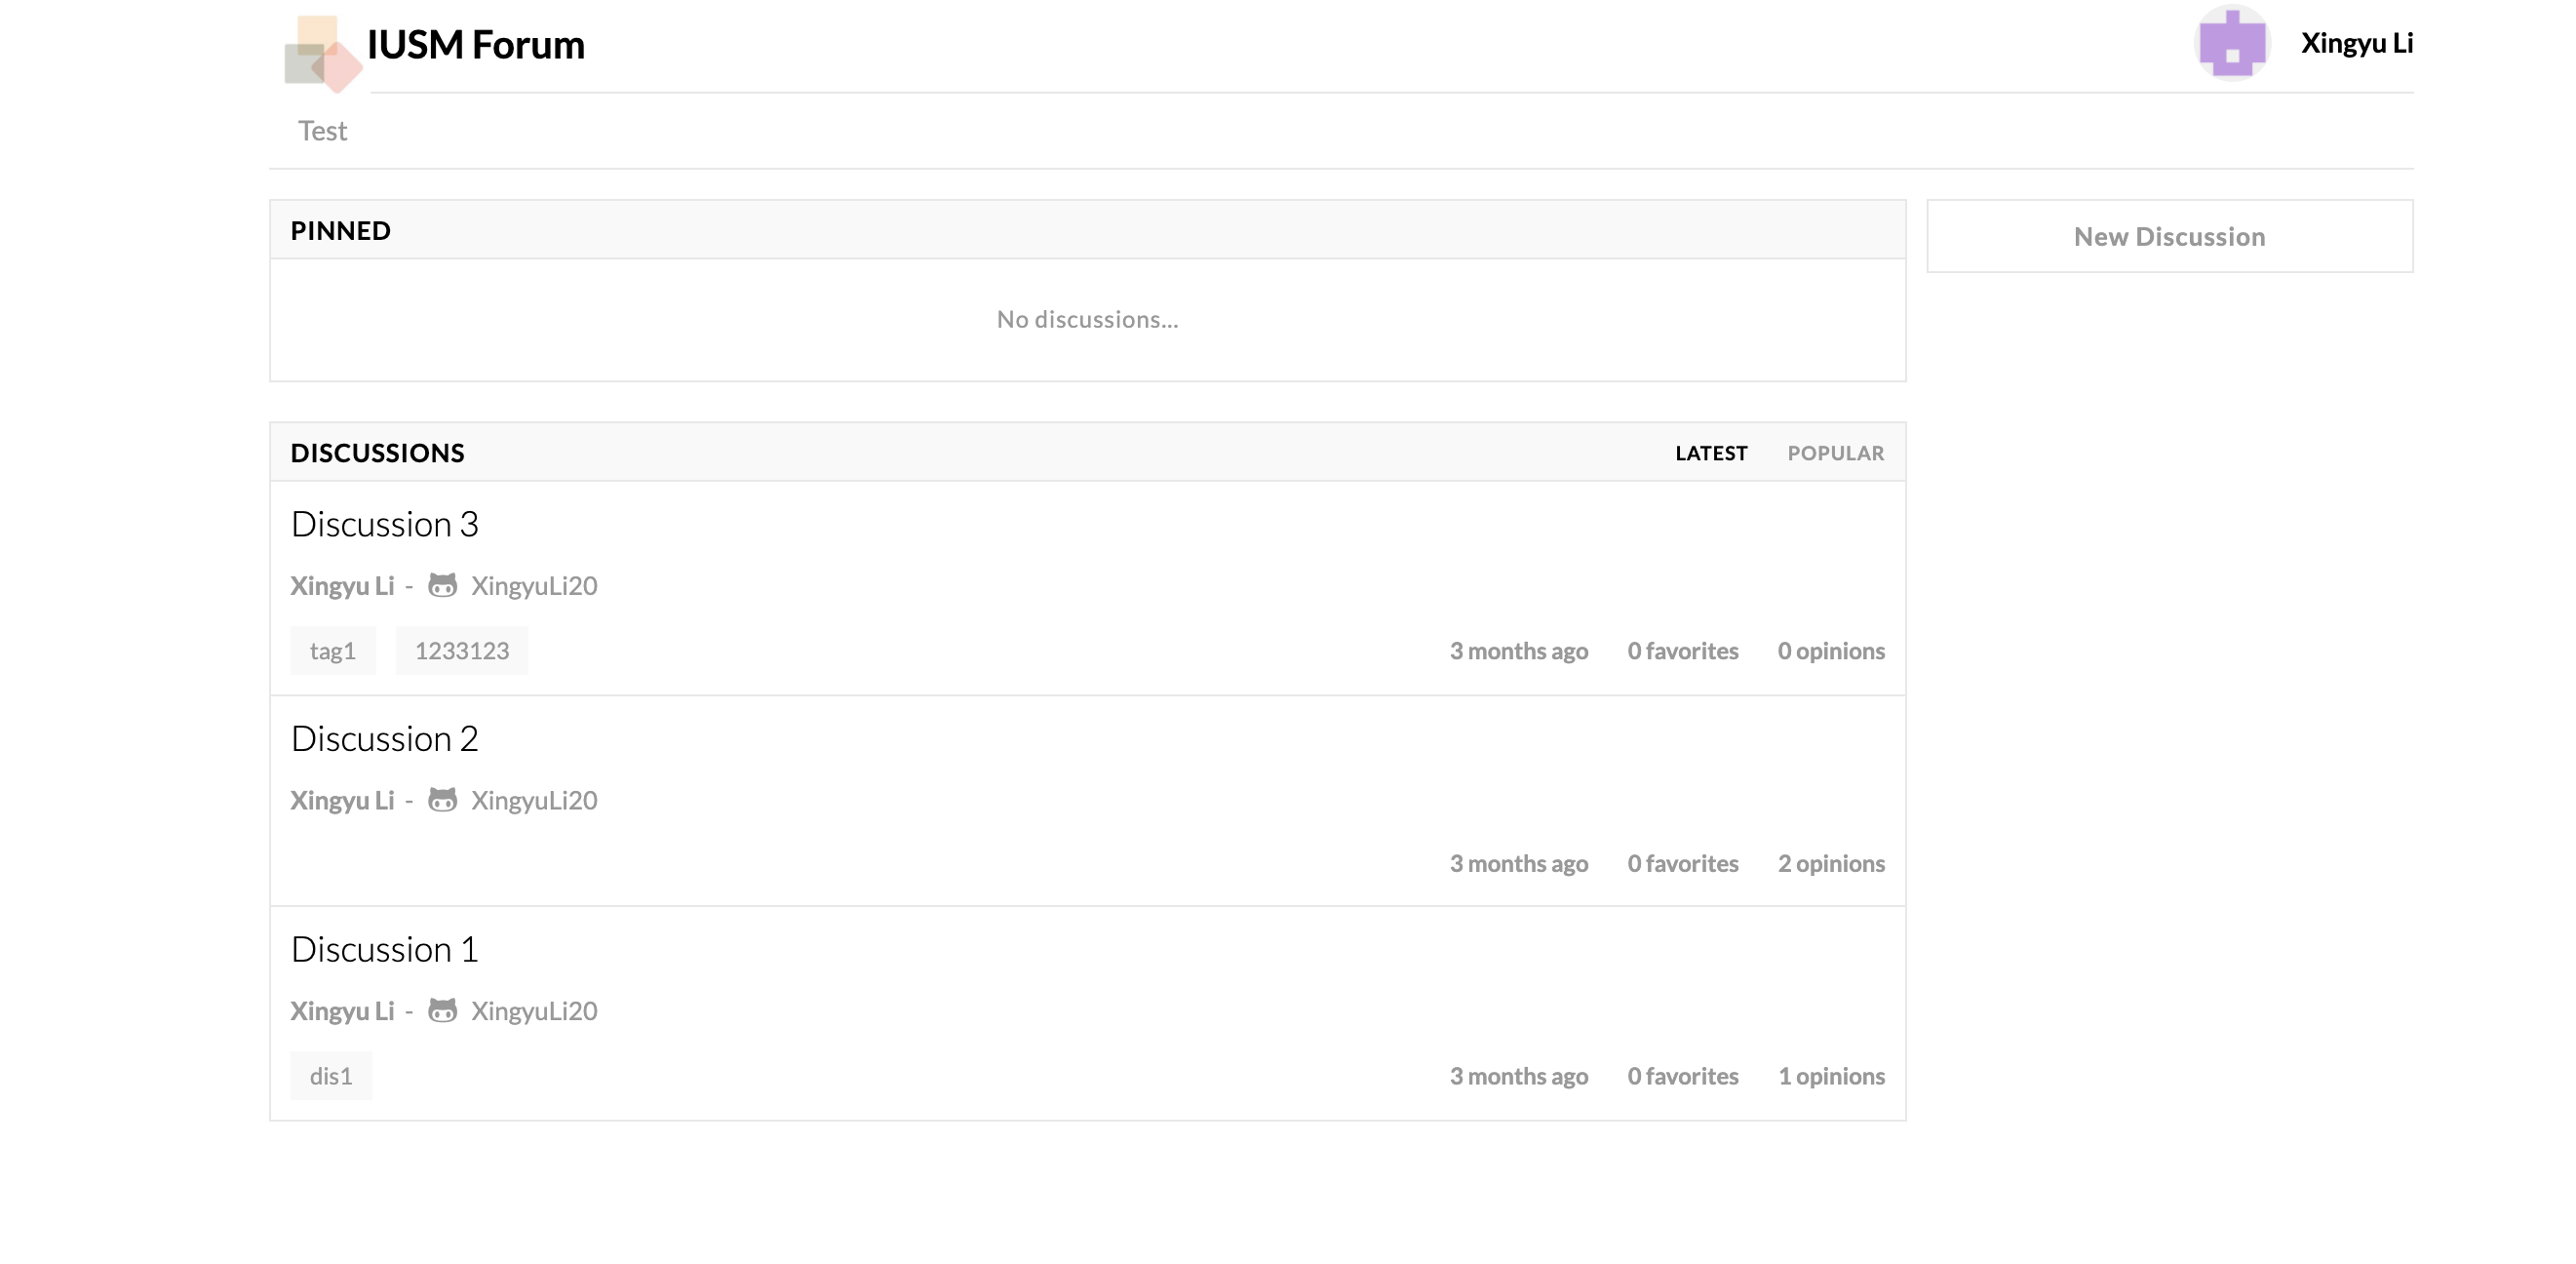 IUSM Forum
Xingyu Li
Test
PINNED
New Discussion
No discussions...
DISCUSSIONS
LATEST POPULAR
Discussion 3
Xingyu Li - XingyuLi20
tag1 1233123 3 months ago 0 favorites 0 opinions
Discussion 2
Xingyu Li - XingyuLi20
3 months ago 0 favorites 2 opinions
Discussion 1
Xingyu Li - XingyuLi20
dis1 3 months ago 0 favorites 1 opinions